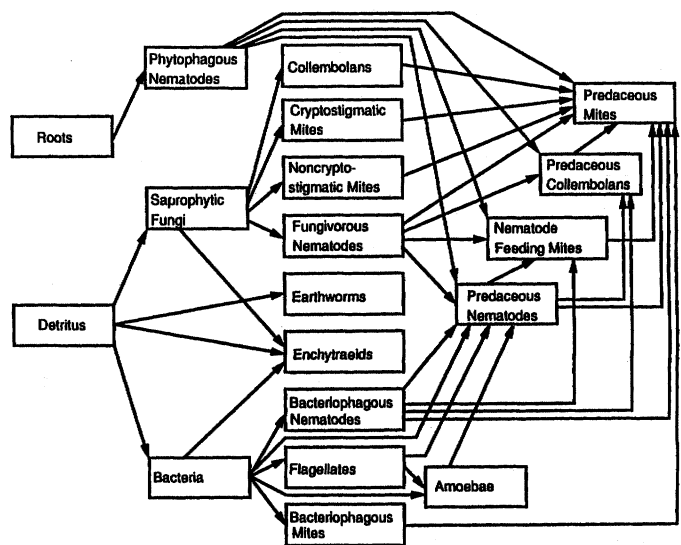 Phytophagous
Nematodes
Collembolans
Predaceous
Mites
Cryptostigmatic
Mites
Roots
Noncrypto-
stigmatic Mites
Predaceous
Collembolans
Saprophytic
Fungi
Fungivorous
Nematodes
Nematode
Feeding Mites
Earthworms
Predaceous
Nematodes
Detritus
Enchytraeids
Bacteriophagous
Nematodes
Bacteria
Flagellates
Amoebae
Bacteriophagous
Mites